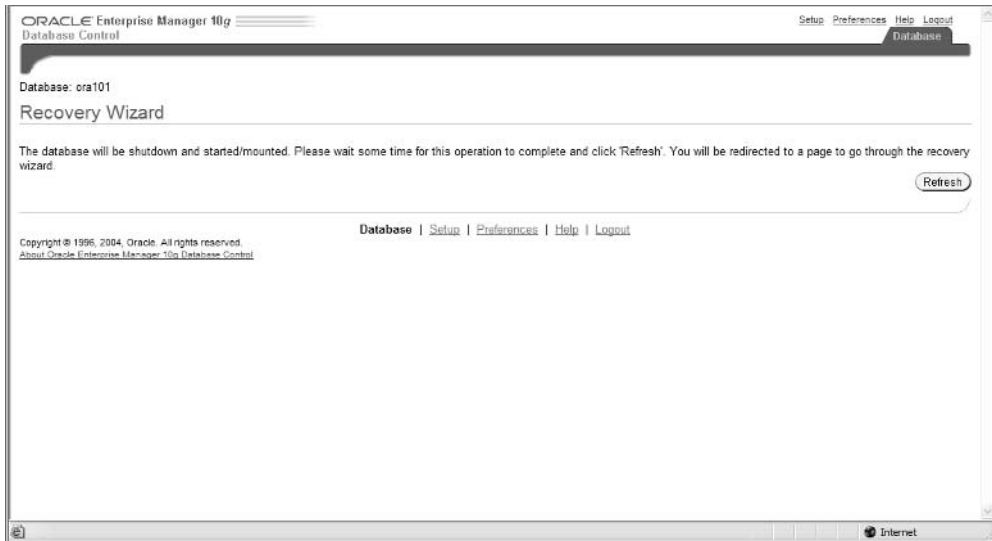 ORACLE Enterprise Manager 10g
Database Control
Setup Preferences Help Logout
Database
Database: ora101
Recovery Wizard
The database will be shutdown and started/mounted. Please wait some time for this operation to complete and click 'Refresh'. You will be redirected to a page to go through the recovery
wizard.
Refresh
Database | Setup | Preferences | Help | Logout
Copyright © 1996, 2004, Oracle. All rights reserved.
About Oracle Enterprise Manager 10g Database Control
Internet